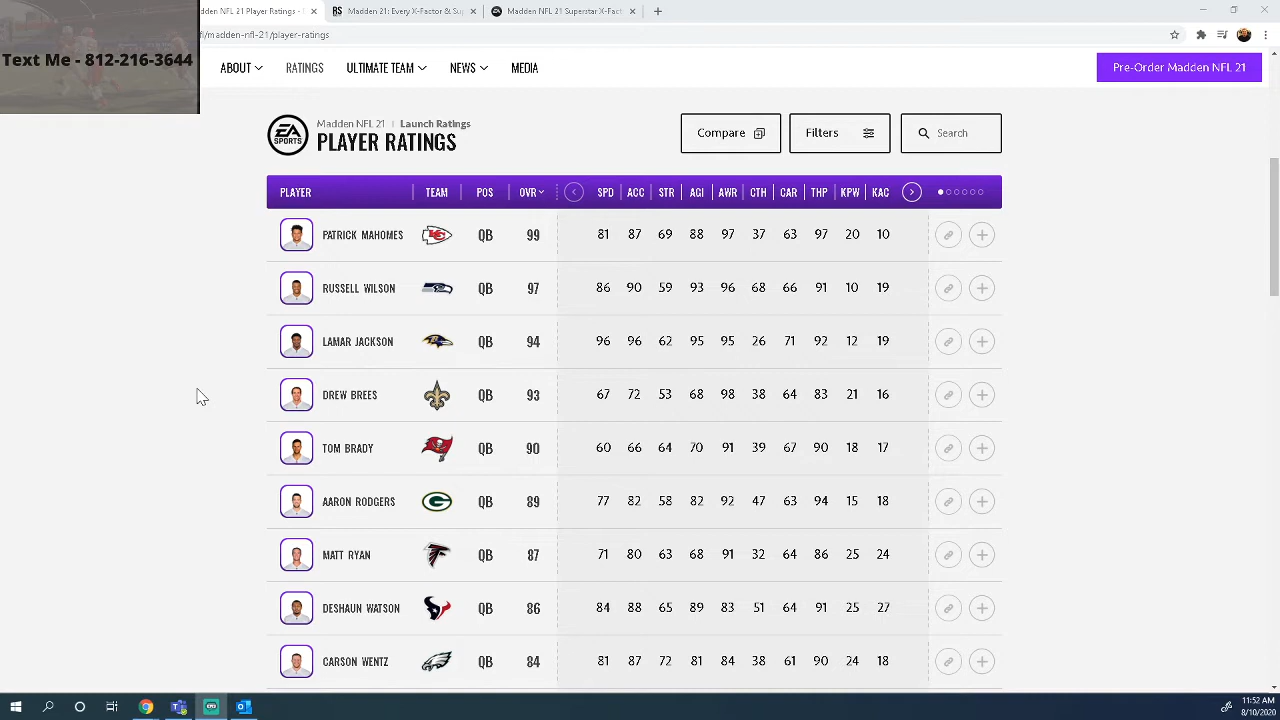 dden NFL 21 Player Ratings -
Madden 21: Every X-Factor & Su
Madden NFL 21 Superstar X-Fact
fl/madden-nfl-21/player-ratings
Text Me - 812-216-3644
ABOUT RATINGS ULTIMATE TEAM NEWS MEDIA Pre-Order Madden NFL 21
EA SPORTS
Madden NFL 21 | Launch Ratings
PLAYER RATINGS
Compare Filters Search
PLAYER TEAM POS OVR SPD ACC STR AGI AWR CTH CAR THP KPW KAC
PATRICK MAHOMES QB 99 81 87 69 88 97 37 63 97 20 10
RUSSELL WILSON QB 97 86 90 59 93 98 68 66 91 10 19
LAMAR JACKSON QB 94 96 96 62 95 95 26 71 92 12 19
DREW BREES QB 93 67 72 53 68 98 38 64 83 21 16
TOM BRADY QB 90 60 66 64 70 91 39 67 90 18 17
AARON RODGERS QB 89 77 82 58 82 92 47 63 94 15 18
MATT RYAN QB 87 71 80 63 68 91 32 64 86 25 24
DESHAUN WATSON QB 86 84 88 65 89 83 51 64 91 25 27
CARSON WENTZ QB 84 81 87 72 81 89 38 61 90 24 18
11:52 AM
8/10/2020